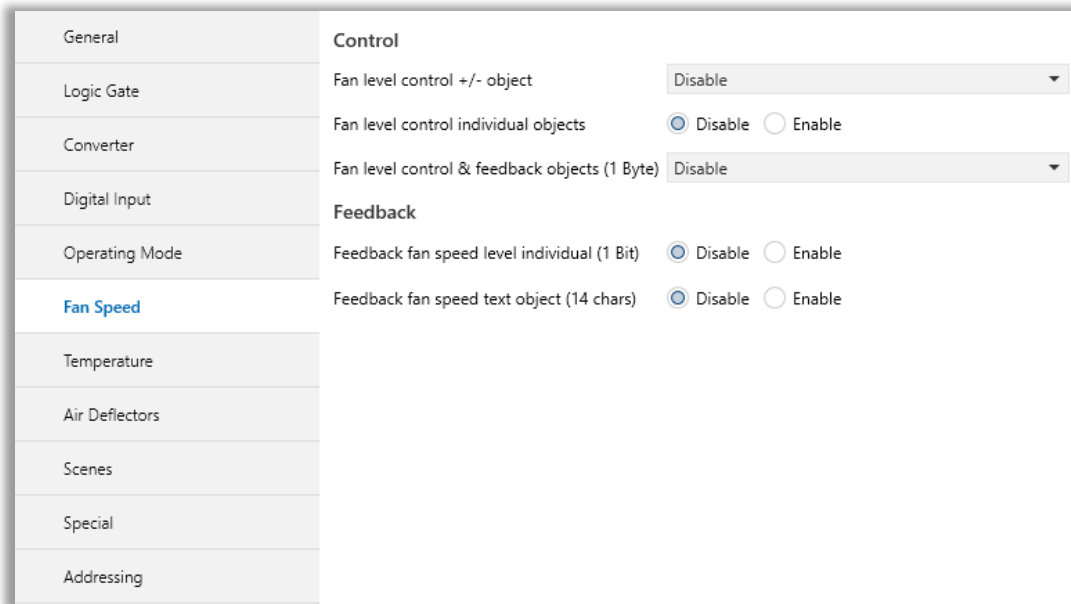 General
Logic Gate
Converter
Digital Input
Operating Mode
Fan Speed
Temperature
Air Deflectors
Scenes
Special
Addressing
Control
Fan level control +/- object Disable
Fan level control individual objects Disable Enable
Fan level control & feedback objects (1 Byte) Disable
Feedback
Feedback fan speed level individual (1 Bit) Disable Enable
Feedback fan speed text object (14 chars) Disable Enable